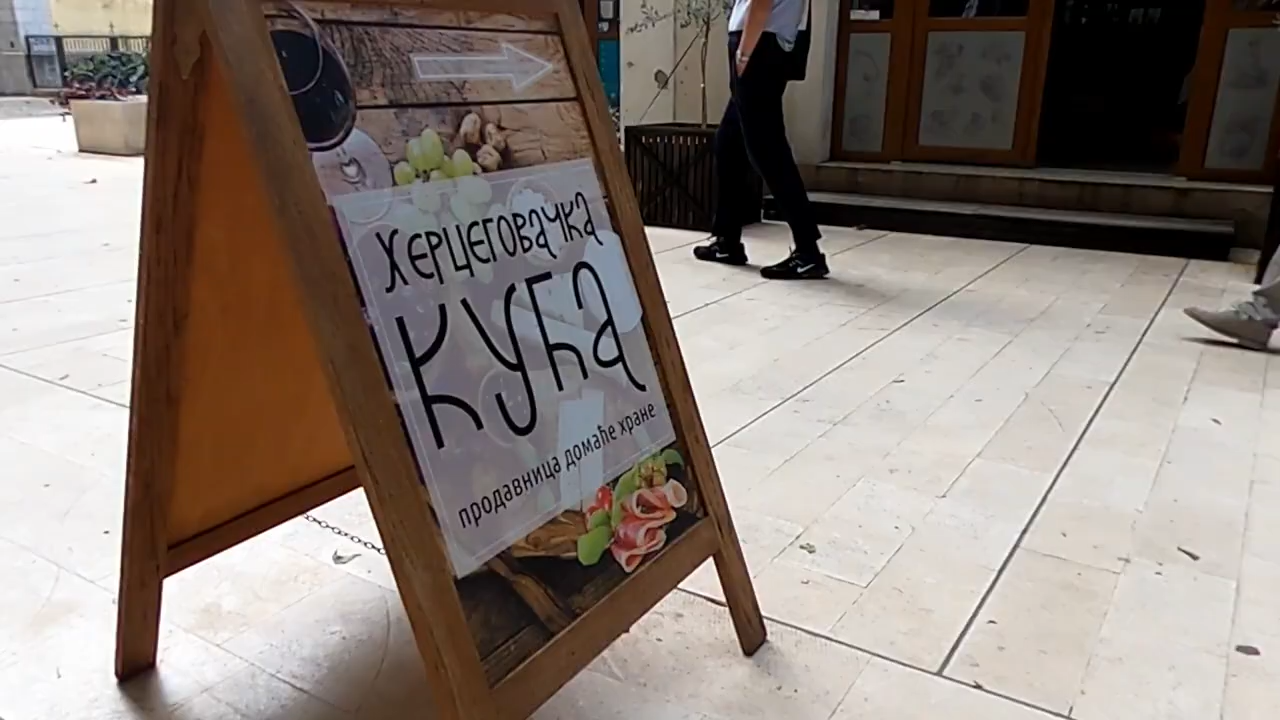 Херцеговачка
кућа
продавница домаће хране